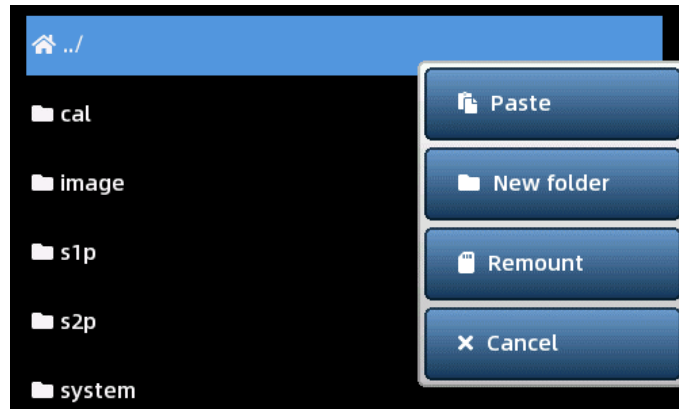 ../
cal
image
s1p
s2p
system
Paste
New folder
Remount
Cancel